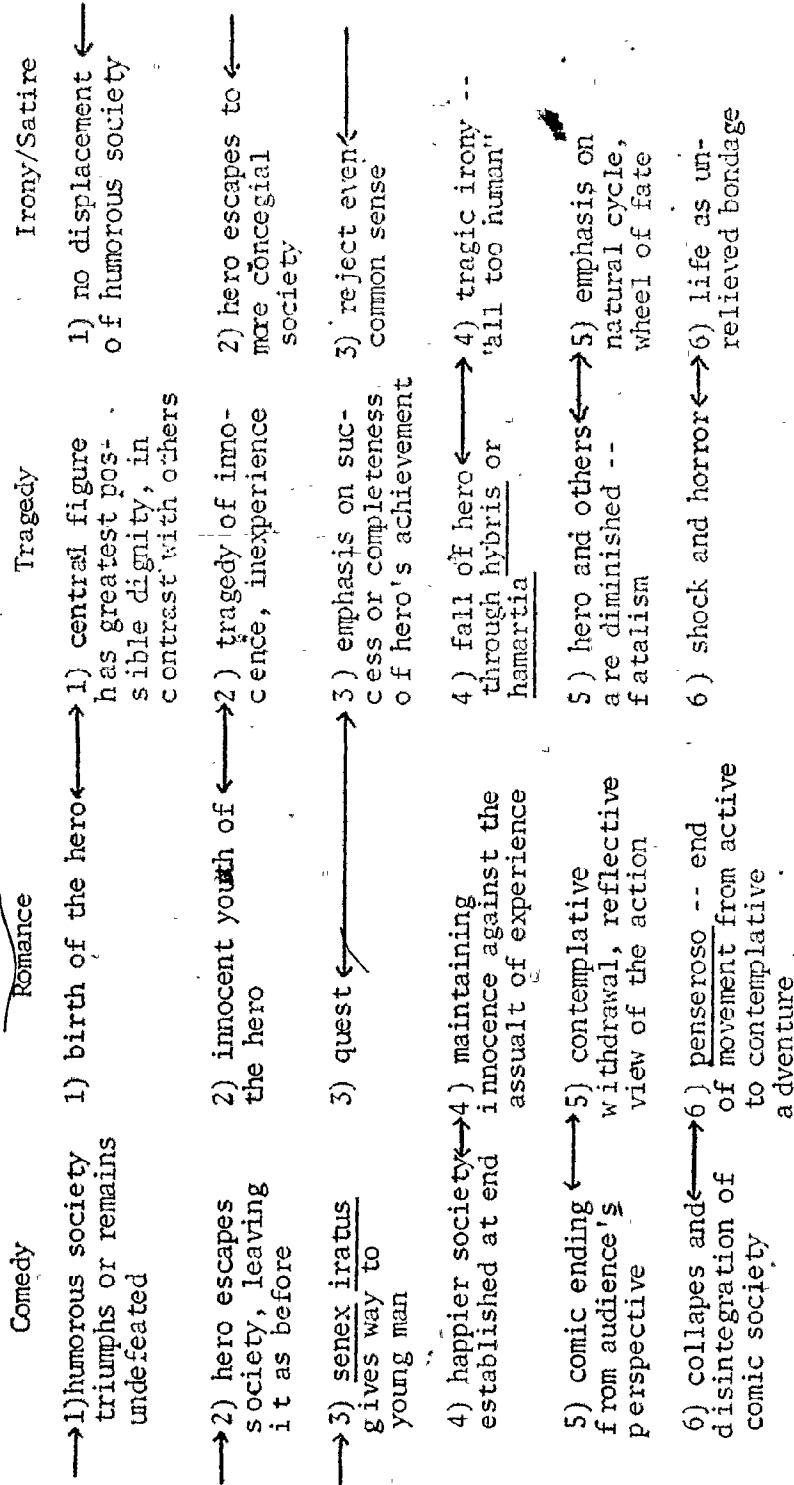 Comedy
1)humorous society
triumphs or remains
undefeated
2) hero escapes
society, leaving
it as before
3) senex iratus
gives way to
young man
4) happier society
established at end
5) comic ending
from audience's
perspective
6) collapes and
disintegration of
comic society
Romance
1) birth of the hero
2) innocent youth of
the hero
3) quest
4) maintaining
innocence against the
assualt of experience
5) contemplative
withdrawal, reflective
view of the action
6) penseroso -- end
of movement from active
to contemplative
adventure
Tragedy
1) central figure
has greatest pos-
sible dignity, in
contrast with others
2) tragedy of inno-
cence, inexperience
3) emphasis on suc-
cess or completeness
of hero's achievement
4) fall of hero
through hybris or
hamartia
5) hero and others
are diminished --
fatalism
6) shock and horror
Irony/Satire
1) no displacement
of humorous society
2) hero escapes to
more concegial
society
3) reject even
common sense
4) tragic irony --
'all too human"
5) emphasis on
natural cycle,
wheel of fate
6) life as un-
relieved bondage